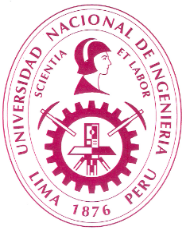 UNIVERSIDAD NACIONAL DE INGENIERIA
SCIENTIA ET LABOR
LIMA 1876 PERU